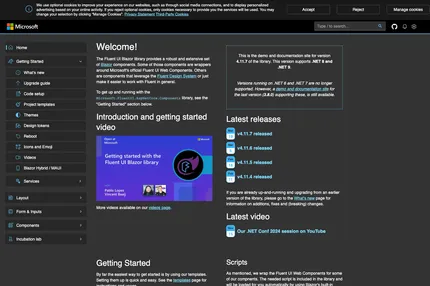 We use optional cookies to improve your experience on our websites, such as through social media connections, and to display personalized
advertising based on your online activity. If you reject optional cookies, only cookies necessary to provide you the services will be used. You may
change your selection by clicking "Manage Cookies". Privacy Statement Third-Party Cookies
Accept
Reject
Manage cookies
Microsoft
Type / to search
Home
Getting Started
What's new
Upgrade guide
Code setup
Project templates
Themes
Design tokens
Reboot
Icons and Emoji
Videos
Blazor Hybrid / MAUI
Services
Layout
Form & Inputs
Components
Incubation lab
Welcome!
The Fluent UI Blazor library provides a robust and extensive set
of Blazor components. Some of those components are wrappers
around Microsoft's official Fluent UI Web Components. Others
are components that leverage the Fluent Design System or just
make it easier to work with Fluent in general.
To get up and running with the
library, see the
"Getting Started" section below.
Introduction and getting started
video
Getting started with the
Fluent UI Blazor library
More videos available on our videos page.
Getting Started
By far the easiest way to get started is by using our templates.
Getting them up is quick and easy. See the templates page for
This is the demo and documentation site for version
4.11.7 of the library. This version supports .NET 8 and
.NET 9.
Versions running on .NET 6 and .NET 7 are no longer
supported. However, a demo and documentation site for
the last version (3.8.0) supporting these, is still available.
Latest releases
v4.11.7 released
v4.11.6 released
v4.11.5 released
v4.11.4 released
If you are already up-and-running and upgrading from an earlier
version of the library, please go to the What's new page for
information on additions, fixes and (breaking) changes.
Latest video
Our .NET Conf 2024 session on YouTube
Scripts
As mentioned, we wrap the Fluent UI Web Components for
some of our components. The needed script is included in the library and
will be loaded for you automatically by using Blazor's built-in